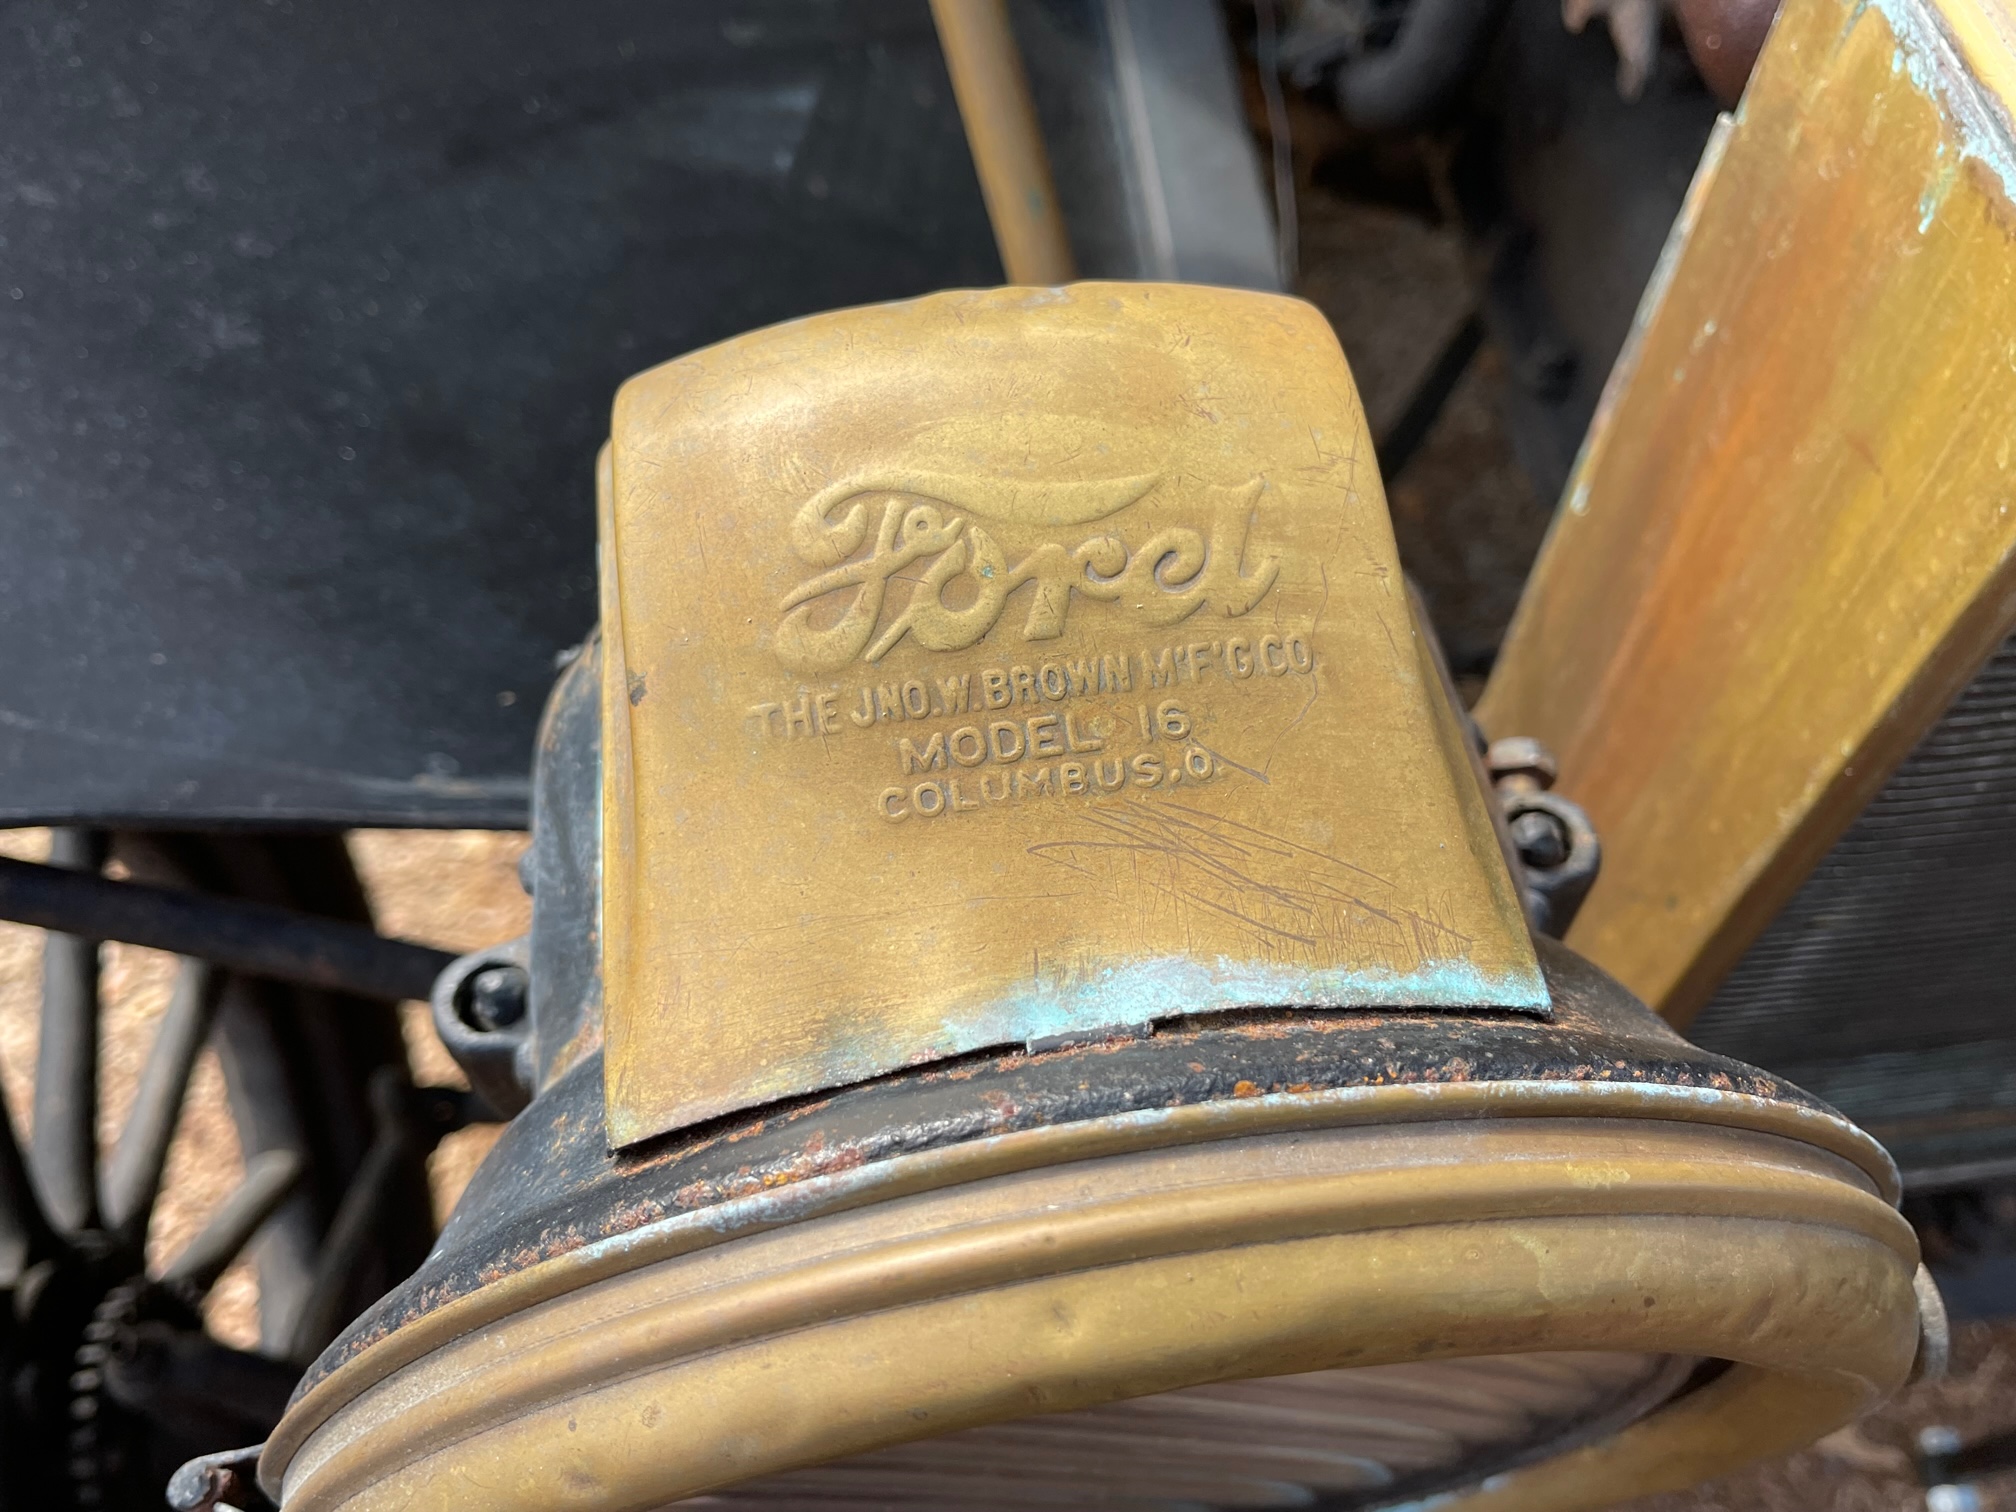 Ford
THE JNO.W.BROWN M'F'G.CO.
MODEL 16
COLUMBUS,O.